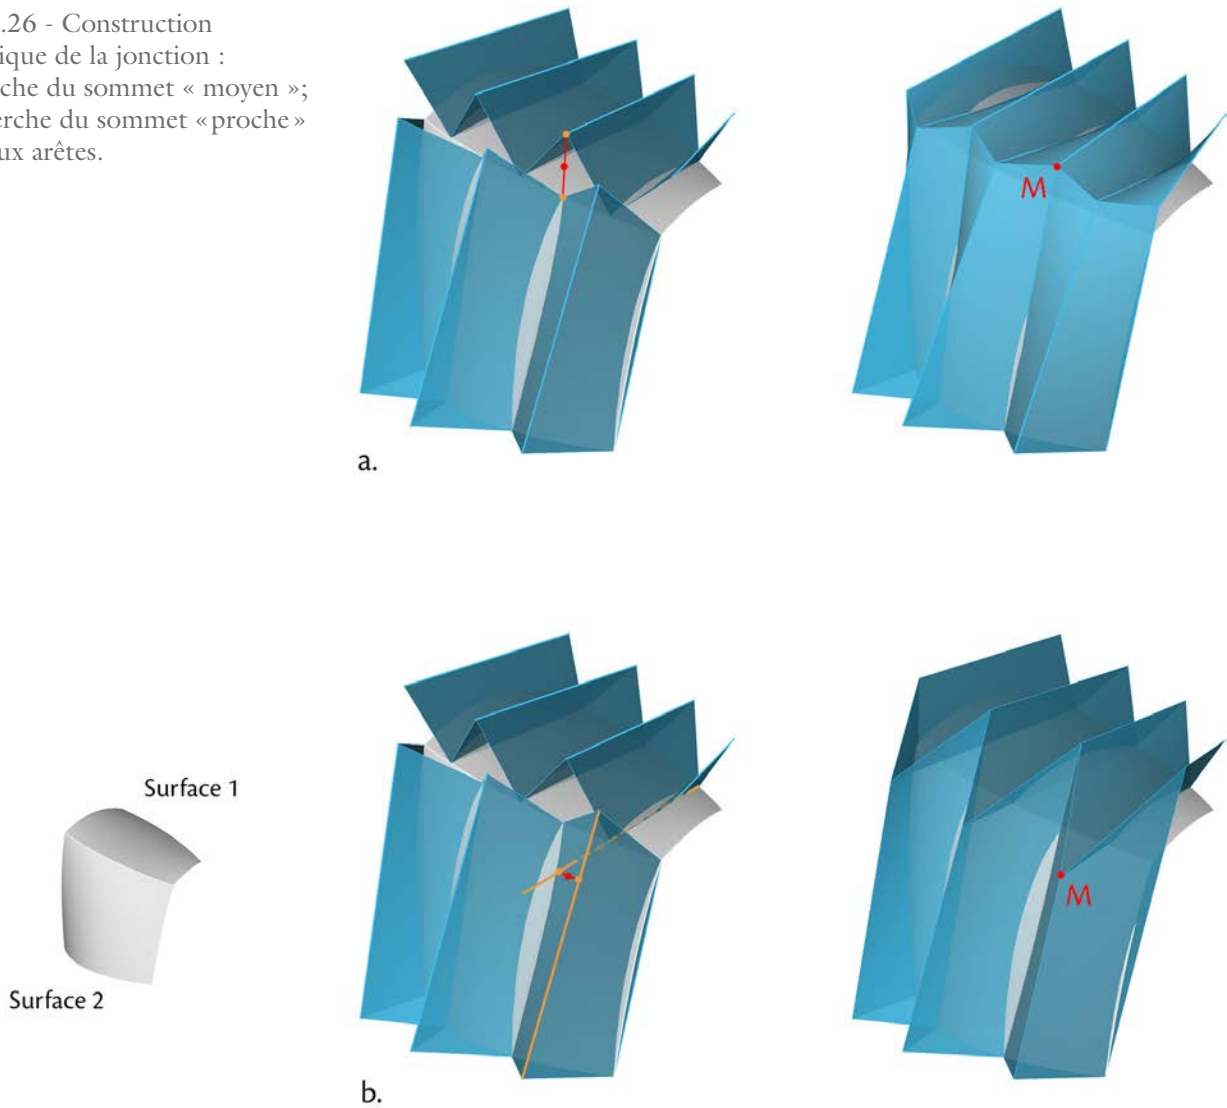 .26 - Construction
ique de la jonction :
che du sommet « moyen »;
erche du sommet «proche»
ux arêtes.
M
a.
Surface 1
Surface 2
M
b.